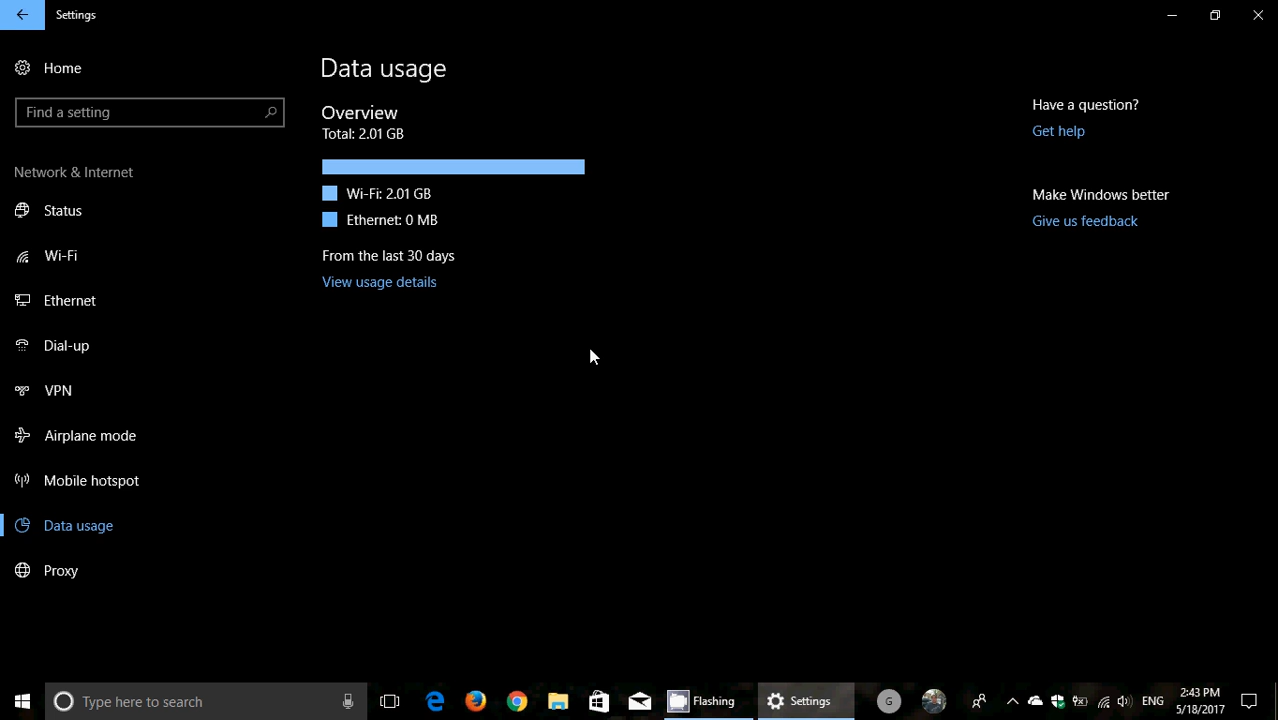 Settings
Home
Find a setting
Network & Internet
Status
Wi-Fi
Ethernet
Dial-up
VPN
Airplane mode
Mobile hotspot
Data usage
Proxy
Data usage
Overview
Total: 2.01 GB
Wi-Fi: 2.01 GB
Ethernet: 0 MB
From the last 30 days
View usage details
Have a question?
Get help
Make Windows better
Give us feedback
Type here to search
Flashing
Settings
G
ENG
2:43 PM
5/18/2017